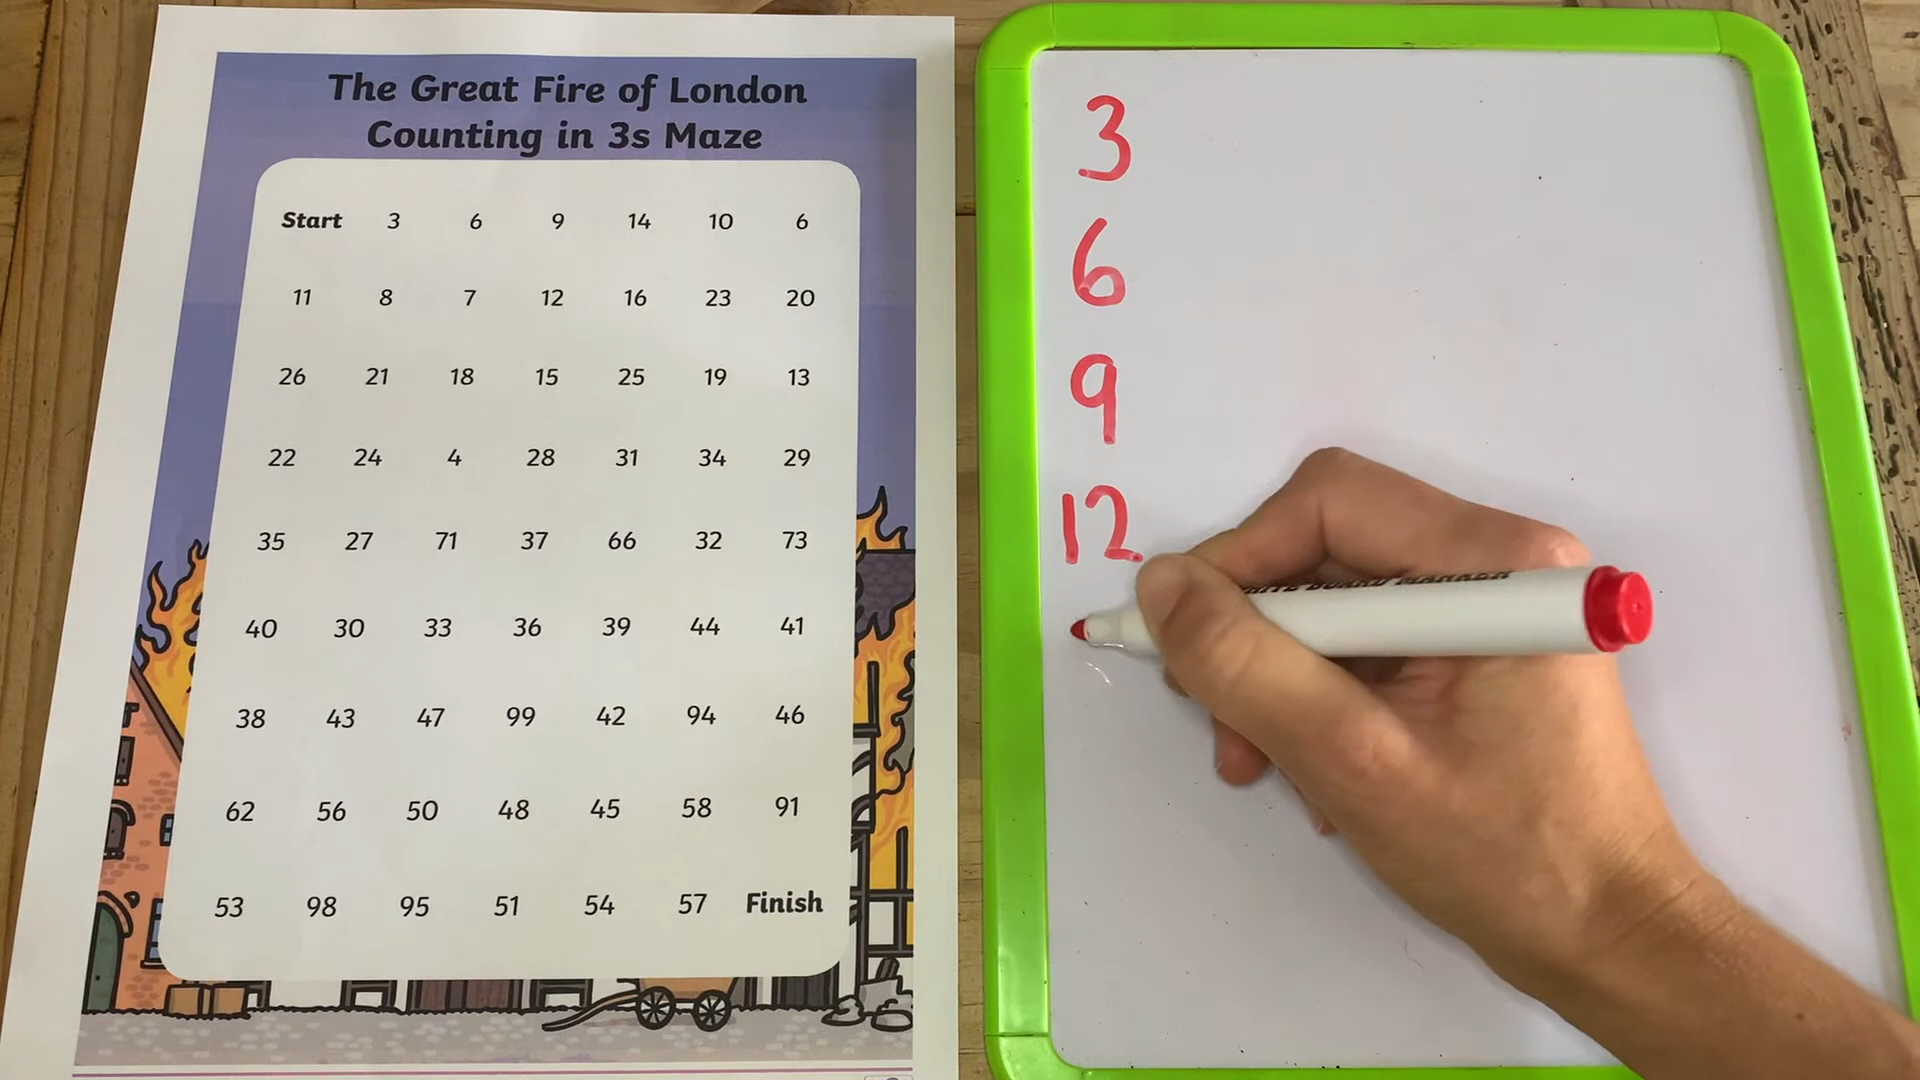 The Great Fire of London
Counting in 3s Maze
Start 3 6 9 14 10 6
11 8 7 12 16 23 20
26 21 18 15 25 19 13
22 24 4 28 31 34 29
35 27 71 37 66 32 73
40 30 33 36 39 44 41
38 43 47 99 42 94 46
62 56 50 48 45 58 91
53 98 95 51 54 57 Finish
3
6
9
12